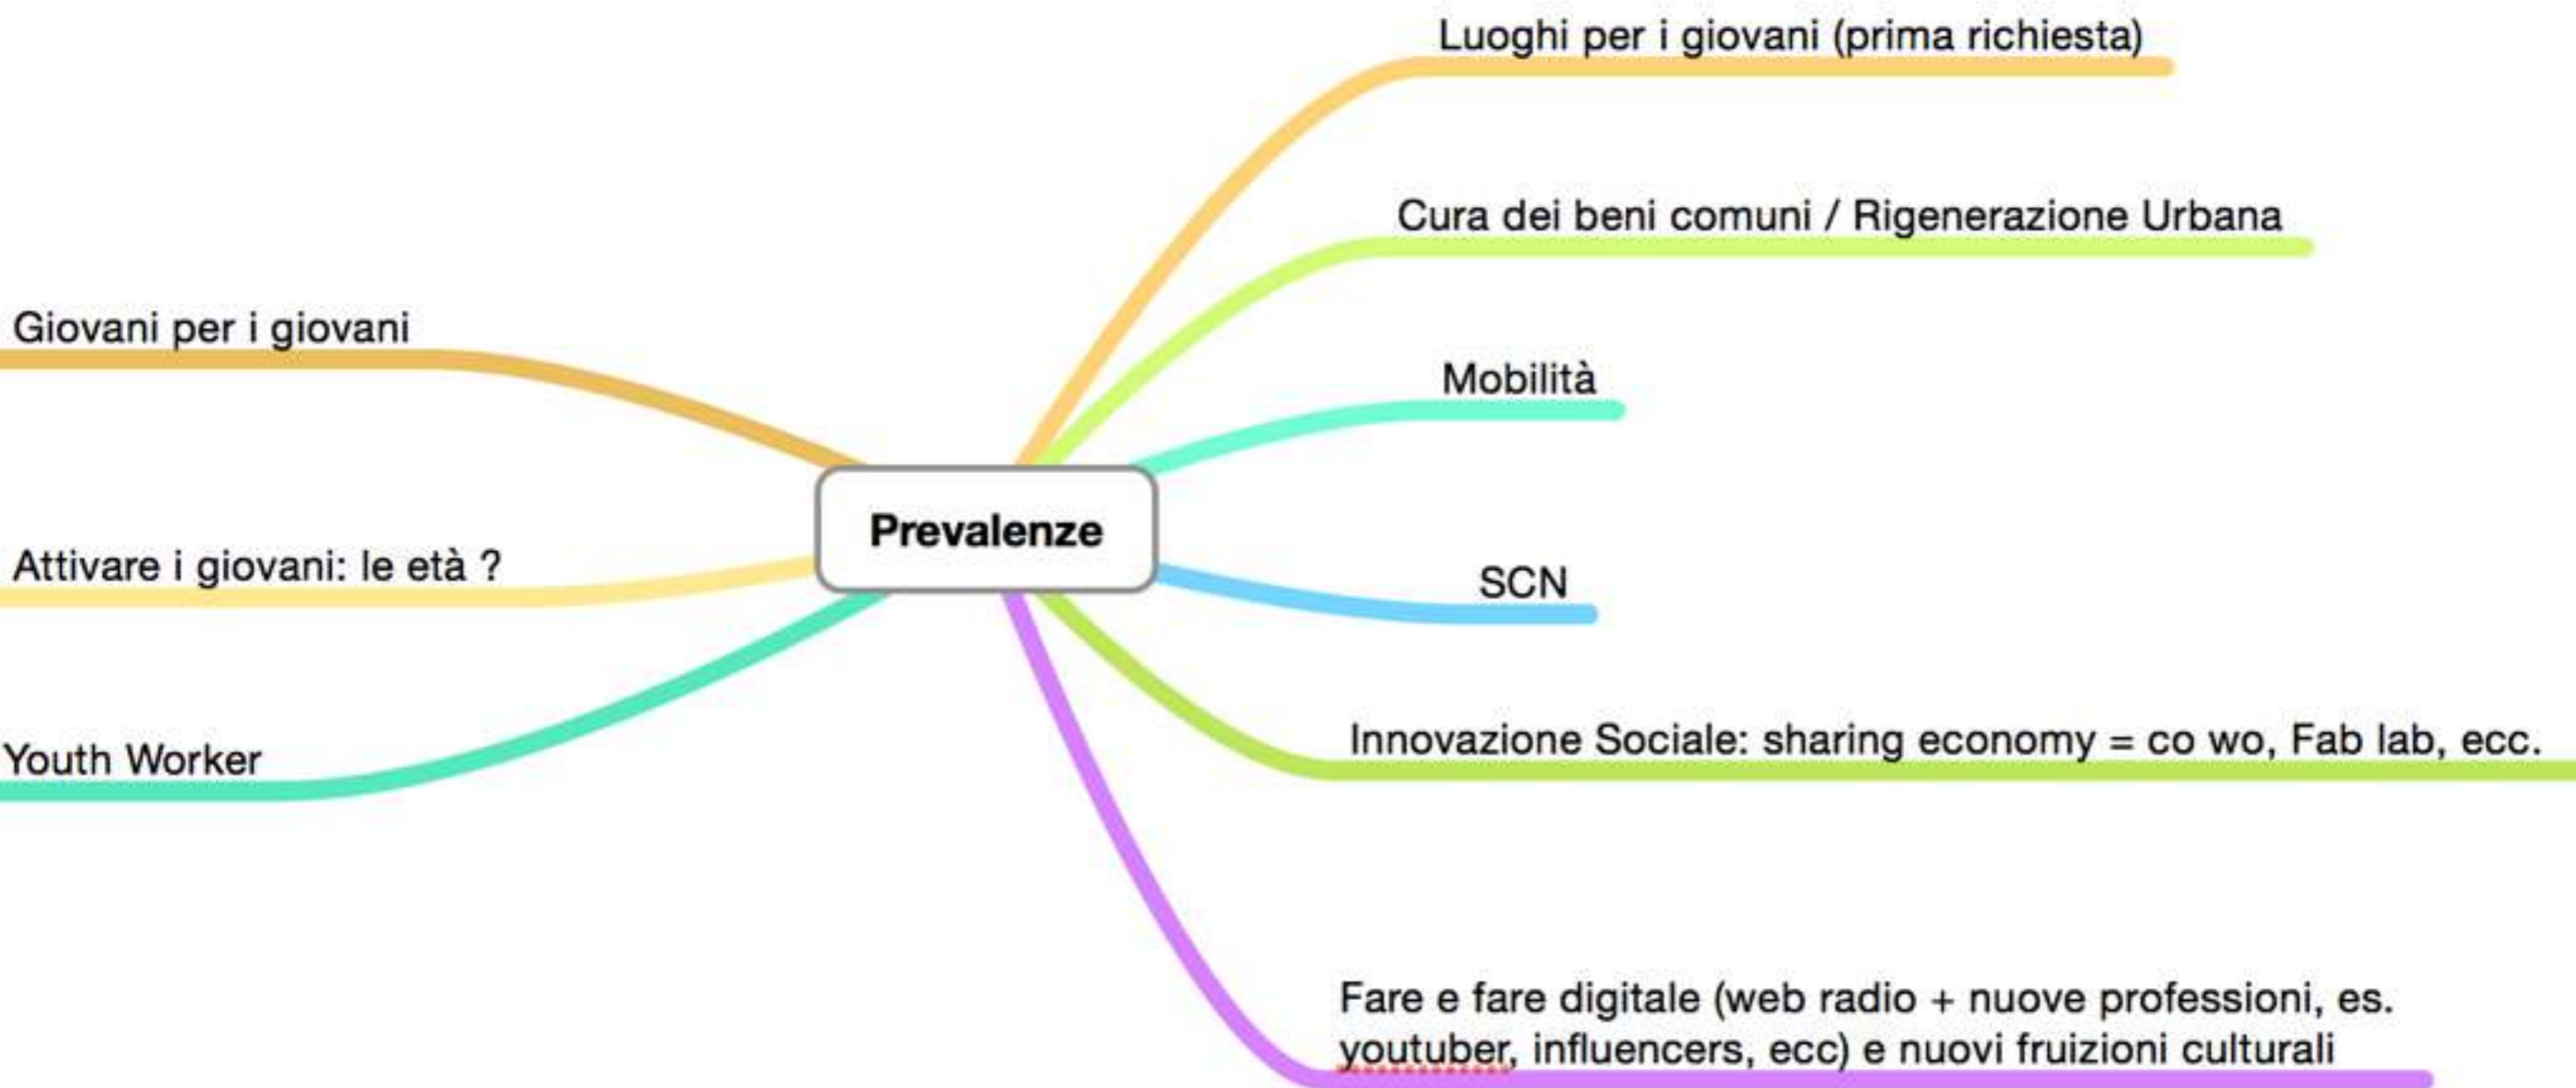 Luoghi per i giovani (prima richiesta)
Cura dei beni comuni / Rigenerazione Urbana
Giovani per i giovani
Mobilità
Prevalenze
Attivare i giovani: le età ?
SCN
Innovazione Sociale: sharing economy = co wo, Fab lab, ecc.
Youth Worker
Fare e fare digitale (web radio + nuove professioni, es.
youtuber, influencers, ecc) e nuovi fruizioni culturali